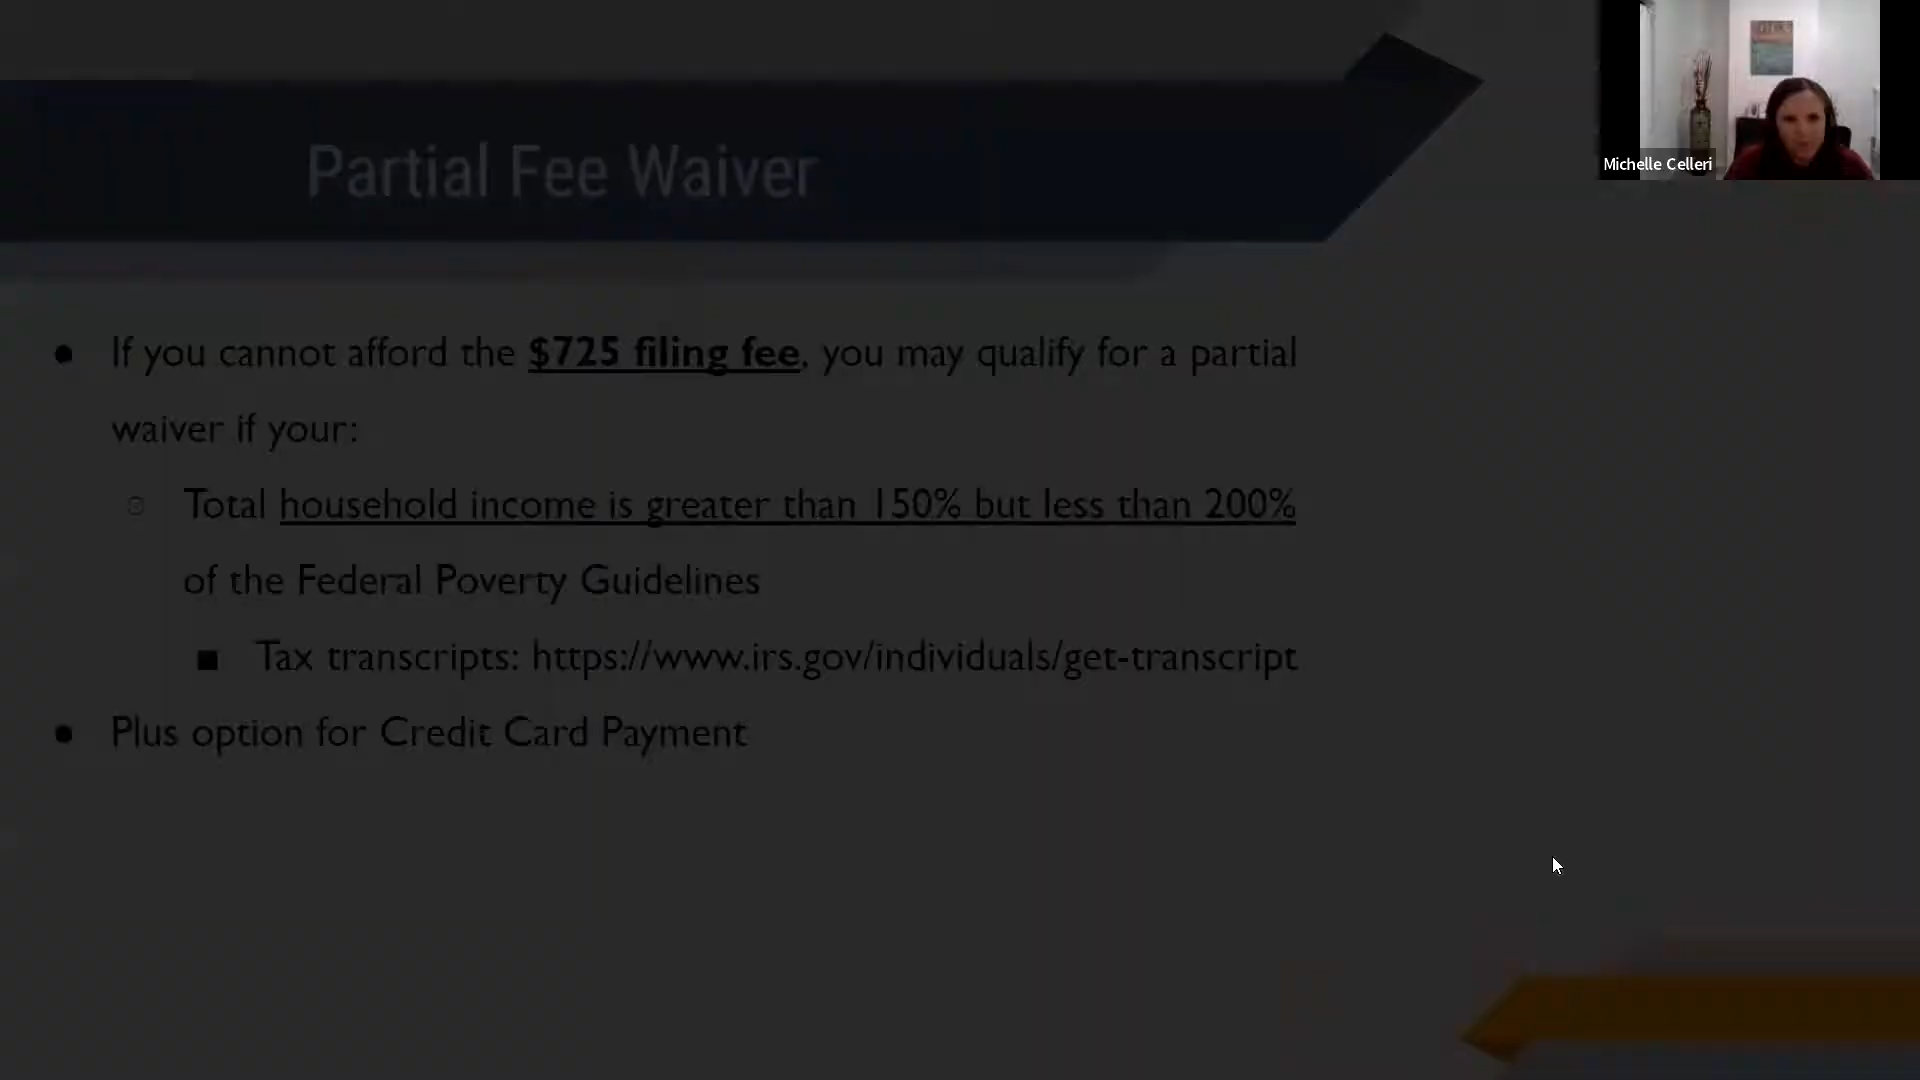 Partial Fee Waiver
Michelle Celleri
● If you cannot afford the $725 filing fee, you may qualify for a partial
waiver if your:
○ Total household income is greater than 150% but less than 200%
of the Federal Poverty Guidelines
■ Tax transcripts: https://www.irs.gov/individuals/get-transcript
● Plus option for Credit Card Payment